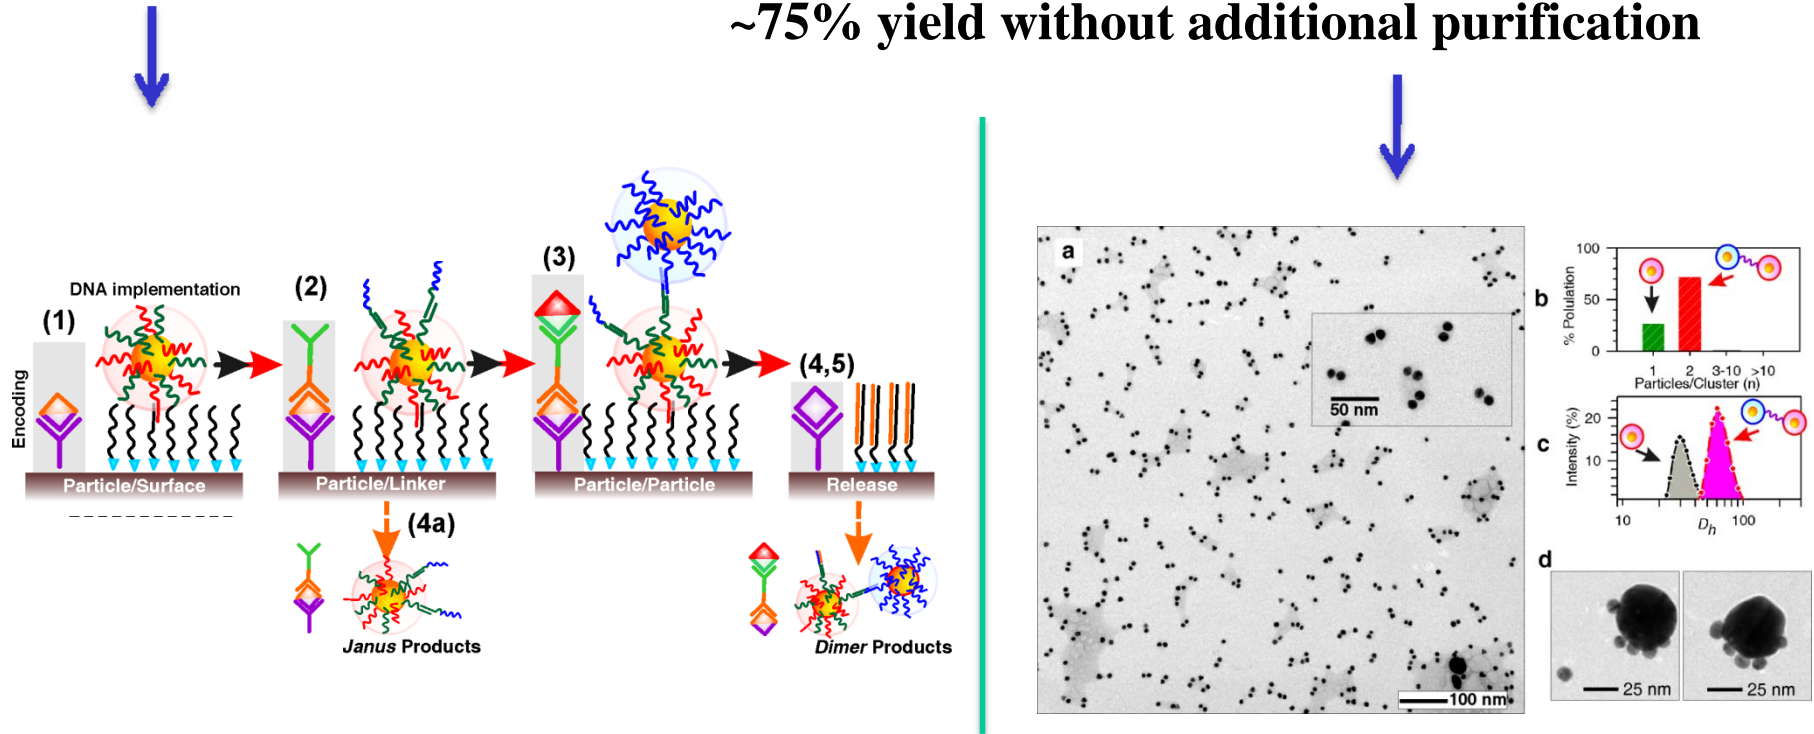 ~75% yield without additional purification
DNA implementation
Encoding
(1)
(2)
(3)
(4,5)
Particle/Surface
Particle/Linker
Particle/Particle
Release
(4a)
Janus Products
Dimer Products
a
50 nm
100 nm
b
% Polulation
100
50
0
1 2 3-10 >10
Particles/Cluster (n)
c
Intensity (%)
20
10
10 100
Dh
d
25 nm
25 nm